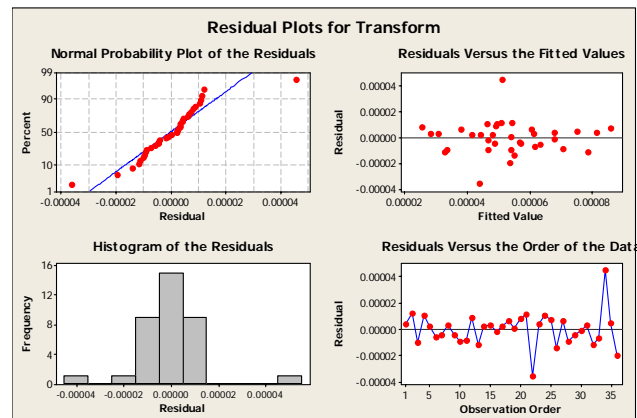 Residual Plots for Transform
Normal Probability Plot of the Residuals
99
90
50
10
1
Percent
-0.00004 -0.00002 0.00000 0.00002 0.00004
Residual
Residuals Versus the Fitted Values
0.00004
0.00002
0.00000
-0.00002
-0.00004
Residual
0.00002 0.00004 0.00006 0.00008
Fitted Value
Histogram of the Residuals
16
12
8
4
0
Frequency
-0.00004 -0.00002 0.00000 0.00002 0.00004
Residual
Residuals Versus the Order of the Data
0.00004
0.00002
0.00000
-0.00002
-0.00004
Residual
1 5 10 15 20 25 30 35
Observation Order